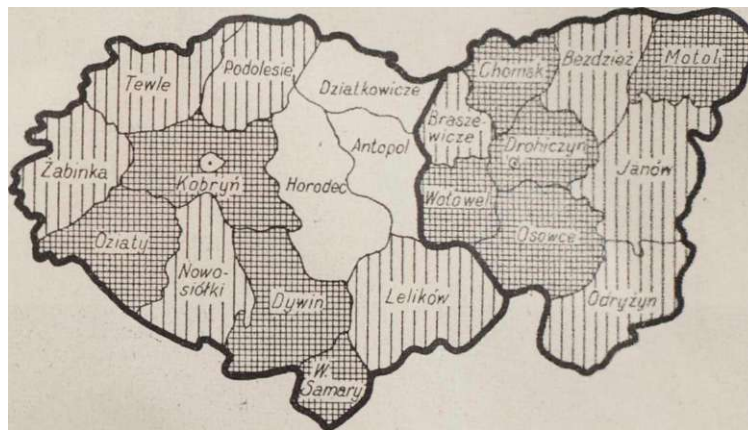 Tewle
Podolesie
Działkowicze
Chomsk
Bezdzież
Motol
Brasze-
wicze
Drohiczyn
Antopol
Żabinka
Kobryń
Horodec
Wołowel
Janów
Osowce
Działy
Nowo-
siółki
Dywin
Lelików
Odryżyn
W.
Samary